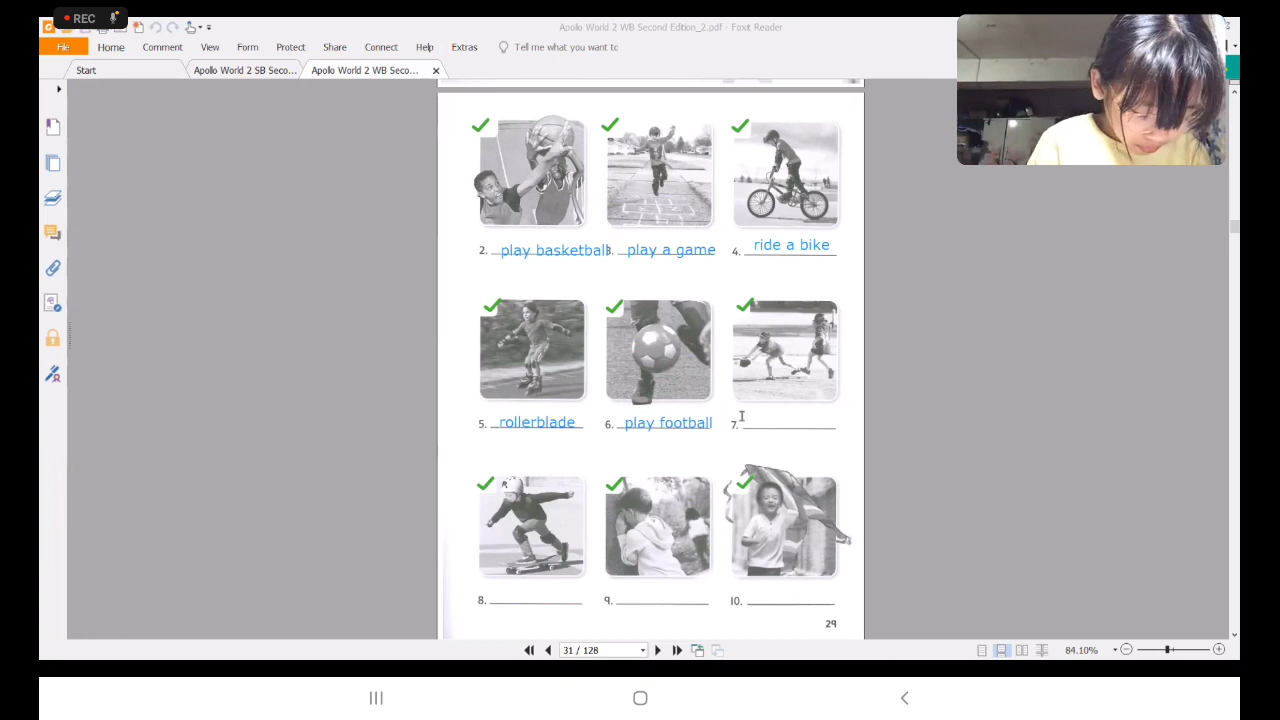 REC
Apollo World 2 WB Second Edition_2.pdf - Foxit Reader
File Home Comment View Form Protect Share Connect Help Extras Tell me what you want tc
Start Apollo World 2 SB Seco... Apollo World 2 WB Seco...
2. play basketball 3. play a game 4. ride a bike
5. rollerblade 6. play football 7.
8. 9. 10.
29
31 / 128 84.10%